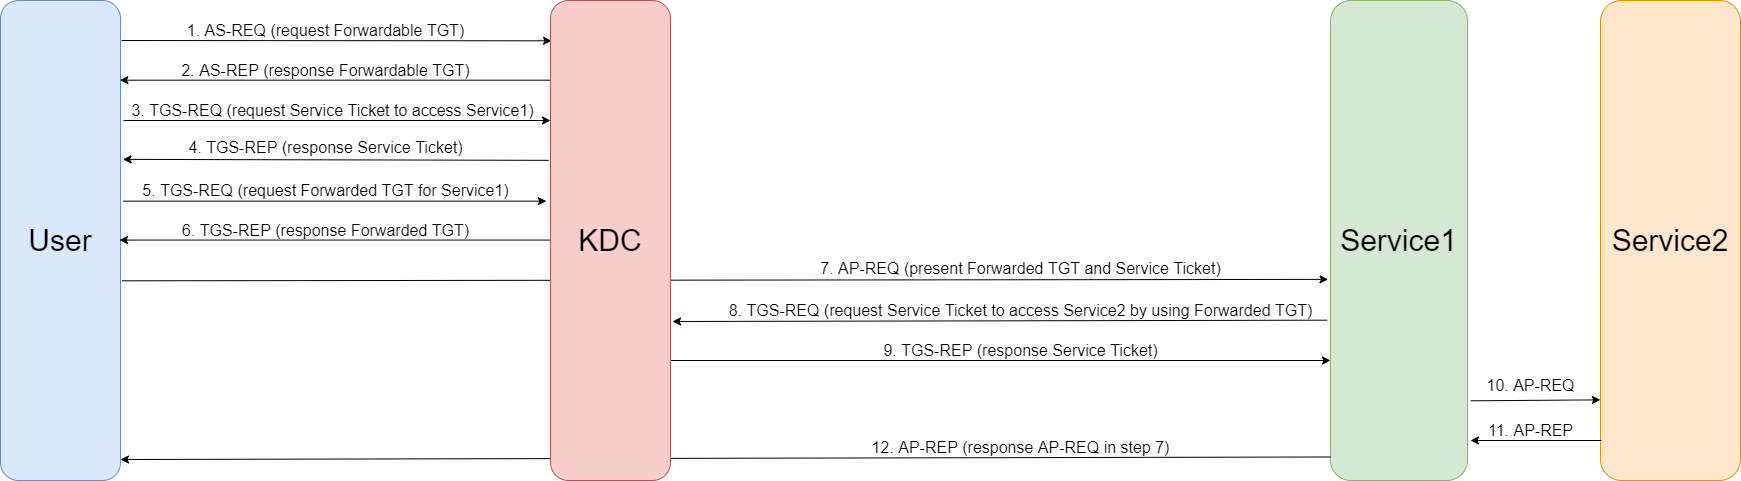 1. AS-REQ (request Forwardable TGT)
2. AS-REP (response Forwardable TGT)
3. TGS-REQ (request Service Ticket to access Service1)
4. TGS-REP (response Service Ticket)
5. TGS-REQ (request Forwarded TGT for Service1)
6. TGS-REP (response Forwarded TGT)
User
KDC
Service1
Service2
7. AP-REQ (present Forwarded TGT and Service Ticket)
8. TGS-REQ (request Service Ticket to access Service2 by using Forwarded TGT)
9. TGS-REP (response Service Ticket)
10. AP-REQ
11. AP-REP
12. AP-REP (response AP-REQ in step 7)